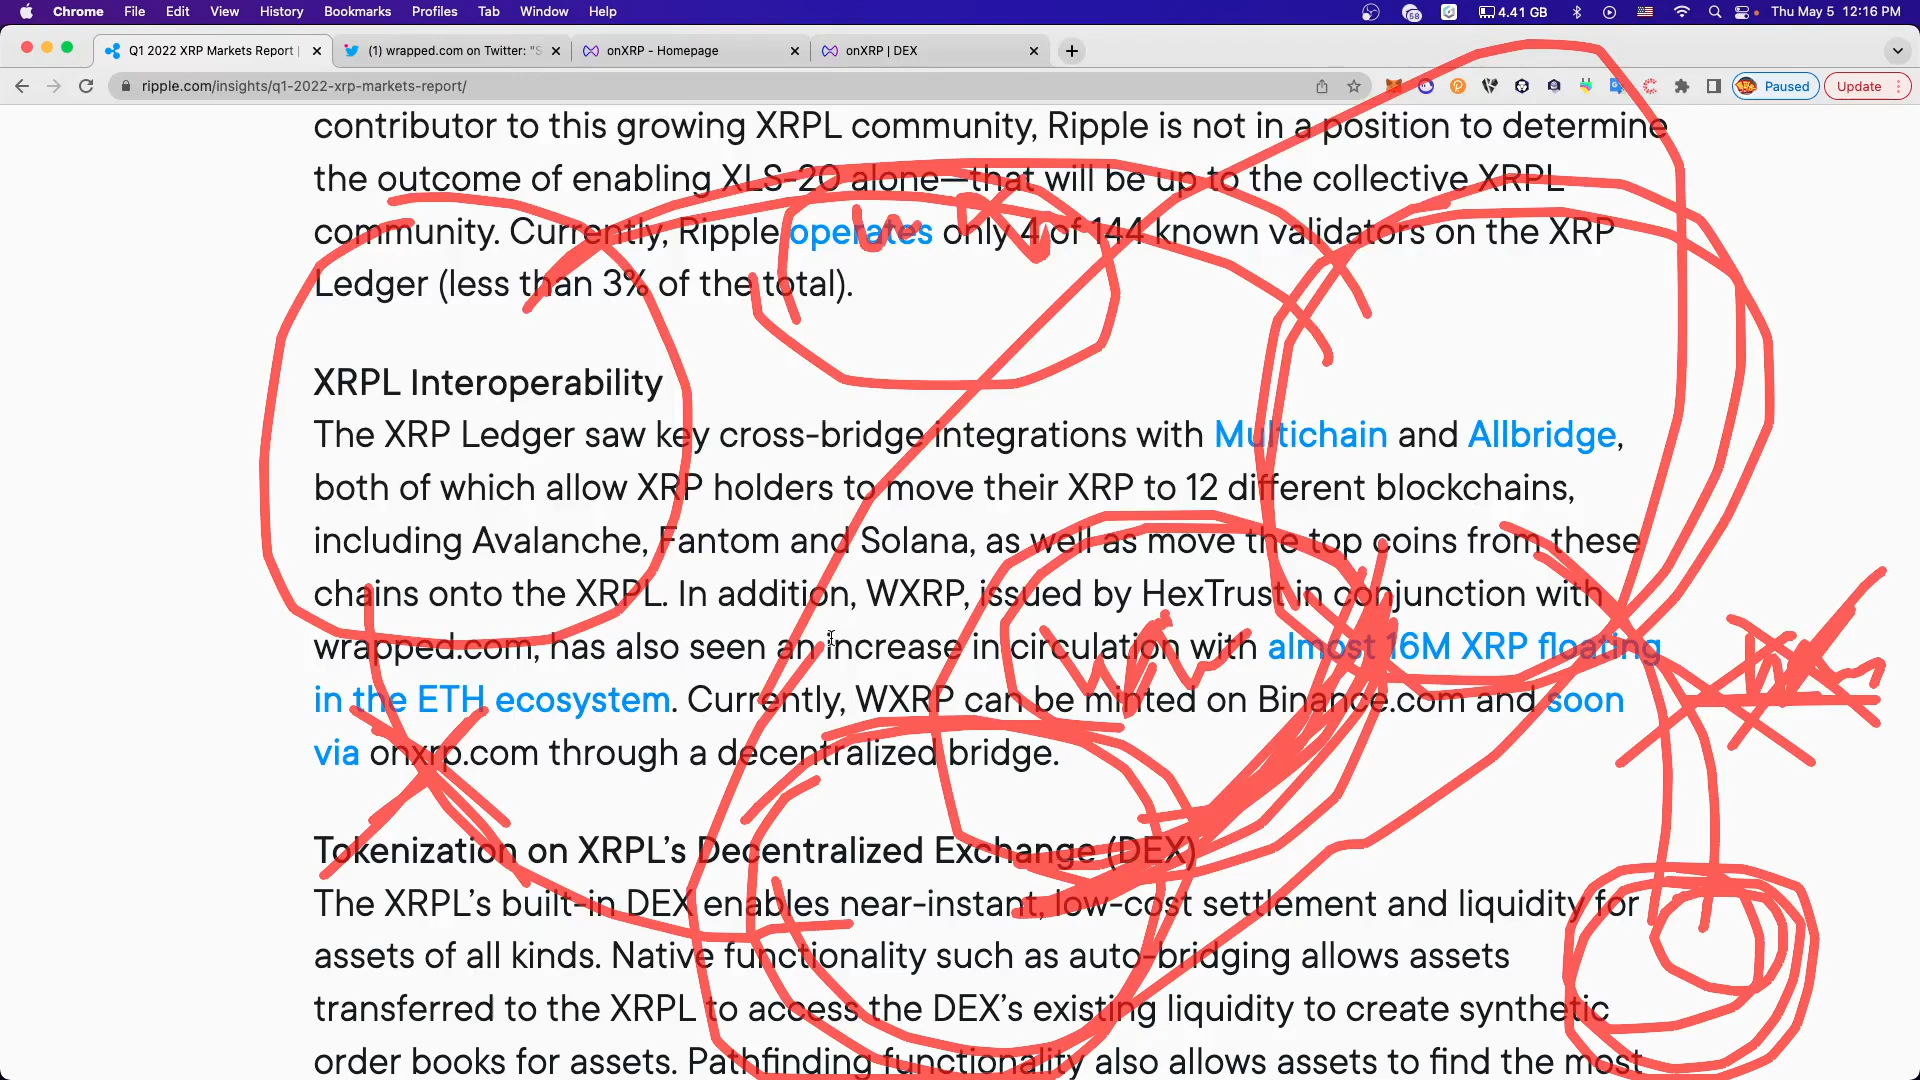 Chrome File Edit View History Bookmarks Profiles Tab Window Help 58 4.41 GB Thu May 5 12:16 PM
Q1 2022 XRP Markets Report | (1) wrapped.com on Twitter: "S onXRP - Homepage onXRP | DEX
ripple.com/insights/q1-2022-xrp-markets-report/ Paused Update
contributor to this growing XRPL community, Ripple is not in a position to determine
the outcome of enabling XLS-20 alone—that will be up to the collective XRPL
community. Currently, Ripple operates only 4 of 144 known validators on the XRP
Ledger (less than 3% of the total).
XRPL Interoperability
The XRP Ledger saw key cross-bridge integrations with Multichain and Allbridge,
both of which allow XRP holders to move their XRP to 12 different blockchains,
including Avalanche, Fantom and Solana, as well as move the top coins from these
chains onto the XRPL. In addition, WXRP, issued by HexTrust in conjunction with
wrapped.com, has also seen an increase in circulation with almost 16M XRP floating
in the ETH ecosystem. Currently, WXRP can be minted on Binance.com and soon
via onxrp.com through a decentralized bridge.
Tokenization on XRPL's Decentralized Exchange (DEX)
The XRPL's built-in DEX enables near-instant, low-cost settlement and liquidity for
assets of all kinds. Native functionality such as auto-bridging allows assets
transferred to the XRPL to access the DEX's existing liquidity to create synthetic
order books for assets. Pathfinding functionality also allows assets to find the most